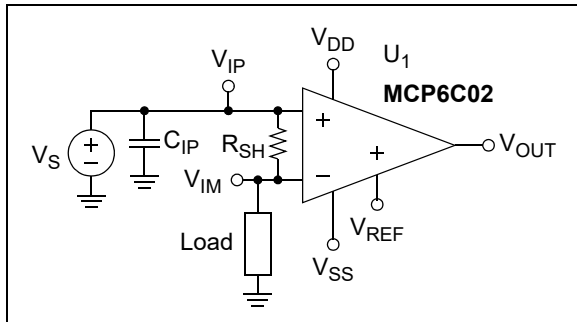 V_DD
U_1
V_IP
MCP6C02
+
+
−
V_S
C_IP
R_SH
+
−
V_OUT
V_IM
V_REF
Load
V_SS